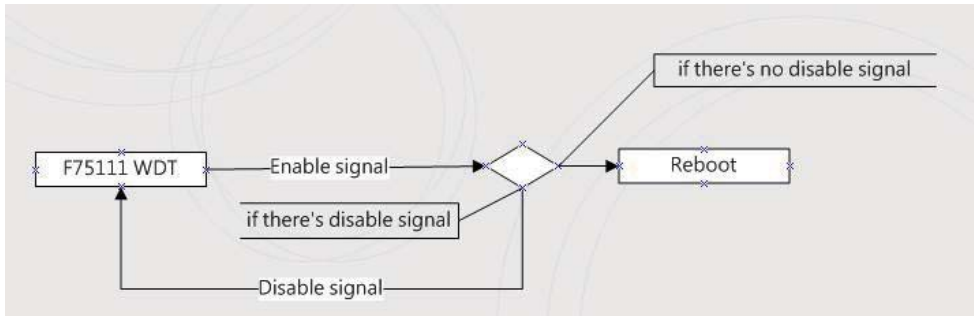 if there's no disable signal
F75111 WDT
Enable signal
Reboot
if there's disable signal
Disable signal